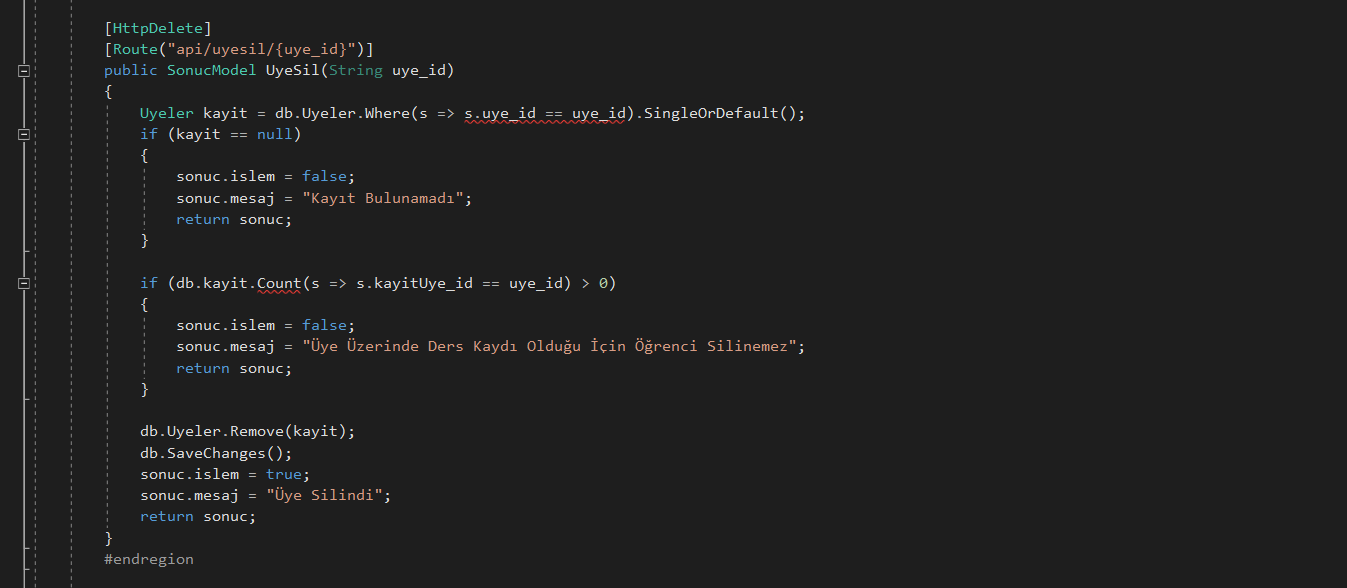 [HttpDelete]
[Route("api/uyesil/{uye_id}")]
public SonucModel UyeSil(String uye_id)
{
Uyeler kayit = db.Uyeler.Where(s => s.uye_id == uye_id).SingleOrDefault();
if (kayit == null)
{
sonuc.islem = false;
sonuc.mesaj = "Kayıt Bulunamadı";
return sonuc;
}
if (db.kayit.Count(s => s.kayitUye_id == uye_id) > 0)
{
sonuc.islem = false;
sonuc.mesaj = "Üye Üzerinde Ders Kaydı Olduğu İçin Öğrenci Silinemez";
return sonuc;
}
db.Uyeler.Remove(kayit);
db.SaveChanges();
sonuc.islem = true;
sonuc.mesaj = "Üye Silindi";
return sonuc;
}
#endregion